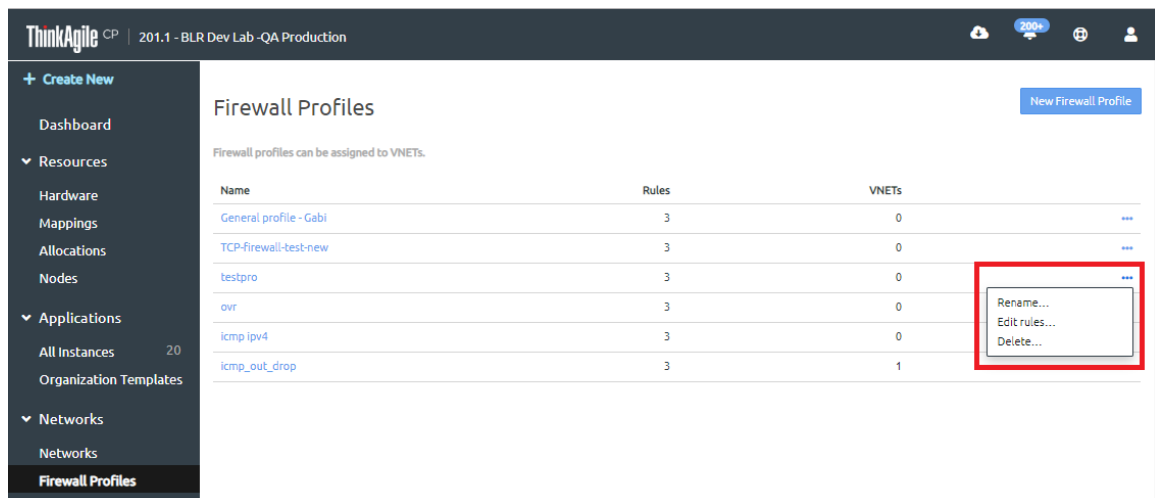 ThinkAgile CP | 201.1 - BLR Dev Lab -QA Production
200+
+ Create New
Dashboard
Resources
Hardware
Mappings
Allocations
Nodes
Applications
All Instances 20
Organization Templates
Networks
Networks
Firewall Profiles
Firewall Profiles
New Firewall Profile
Firewall profiles can be assigned to VNETs.
Name Rules VNETs
General profile - Gabi 3 0
TCP-firewall-test-new 3 0
testpro 3 0
ovr 3 0
icmp ipv4 3 0
icmp_out_drop 3 1
Rename...
Edit rules...
Delete...